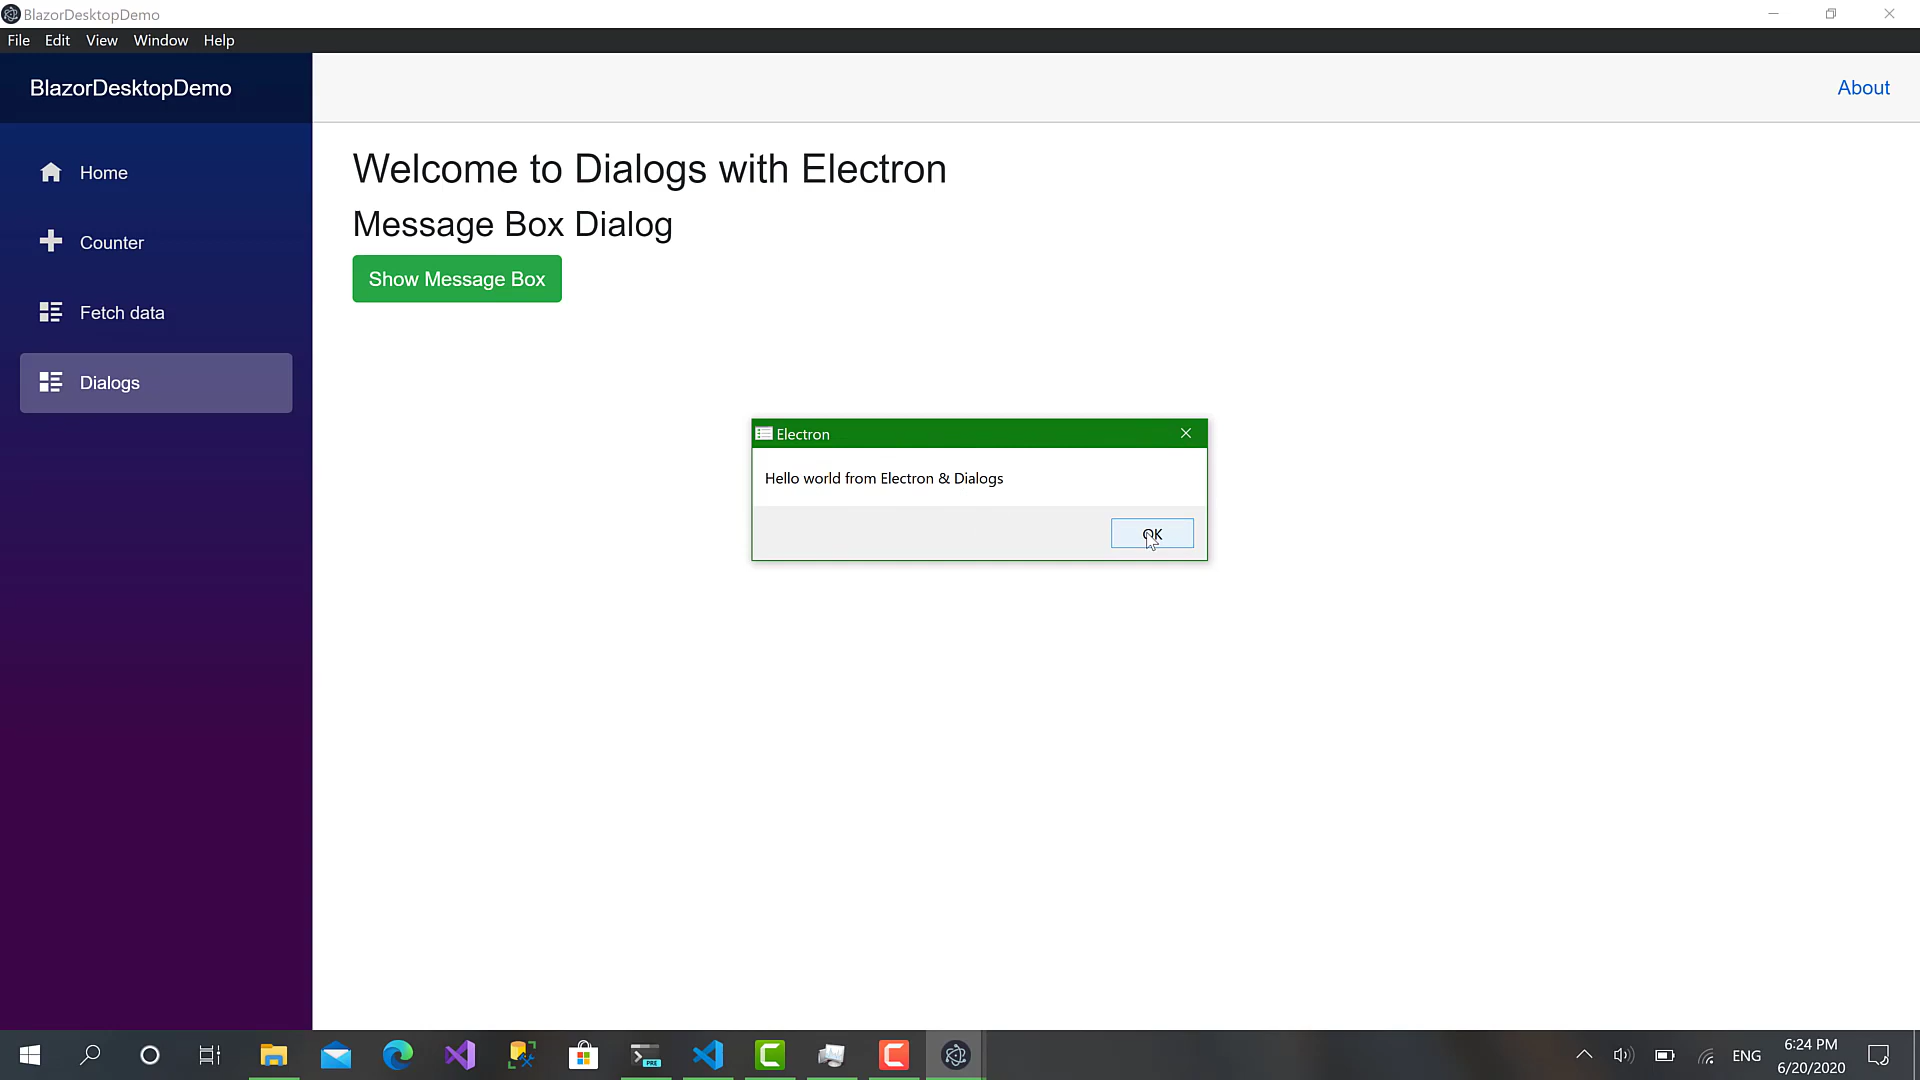 BlazorDesktopDemo
File Edit View Window Help
BlazorDesktopDemo
About
Home
Counter
Fetch data
Dialogs
Welcome to Dialogs with Electron
Message Box Dialog
Show Message Box
Electron
Hello world from Electron & Dialogs
OK
PRE
ENG
6:24 PM
6/20/2020